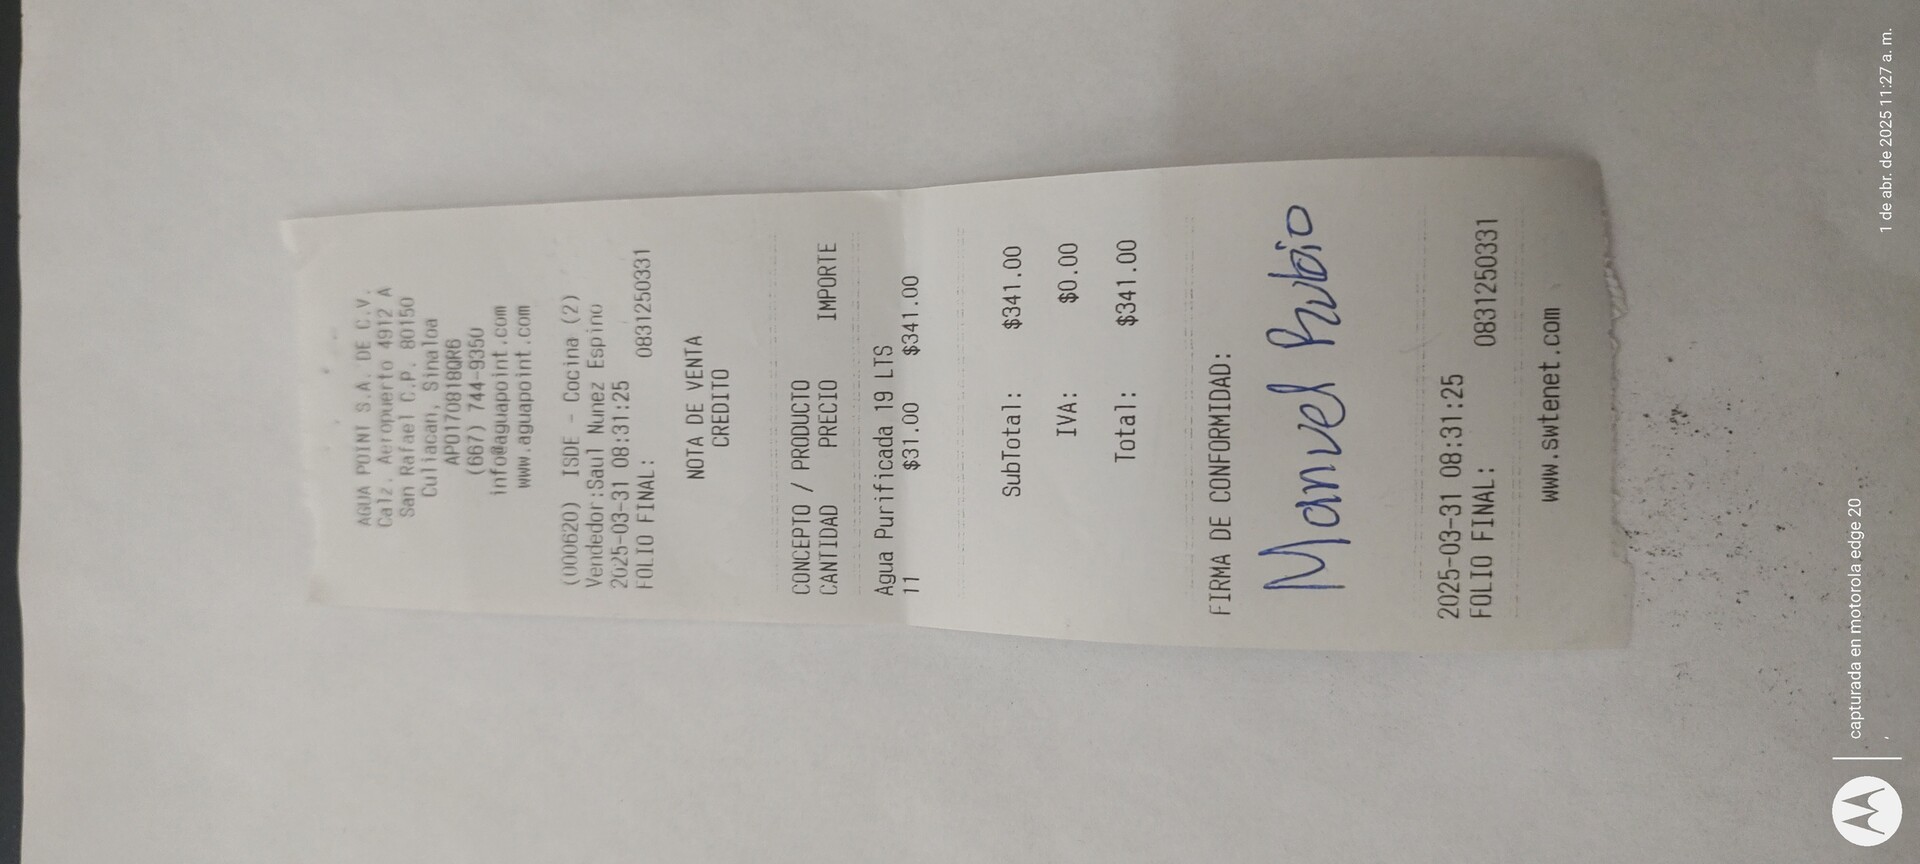 AGUA POINT S.A. DE C.V.
Calz. Aeropuerto 4912 A
San Rafael C.P. 80150
Culiacan, Sinaloa
APO170818QR6
(667) 744-9350
info@aguapoint.com
www.aguapoint.com
(000620) ISDE - Cocina (2)
Vendedor:Saul Nunez Espino
2025-03-31 08:31:25
FOLIO FINAL: 0831250331
NOTA DE VENTA
CREDITO
CONCEPTO / PRODUCTO
CANTIDAD PRECIO IMPORTE
Agua Purificada 19 LTS
11 $31.00 $341.00
SubTotal: $341.00
IVA: $0.00
Total: $341.00
FIRMA DE CONFORMIDAD:
Manuel Rubio
2025-03-31 08:31:25
FOLIO FINAL: 0831250331
www.swtenet.com
capturada en motorola edge 20
1 de abr. de 2025 11:27 a. m.